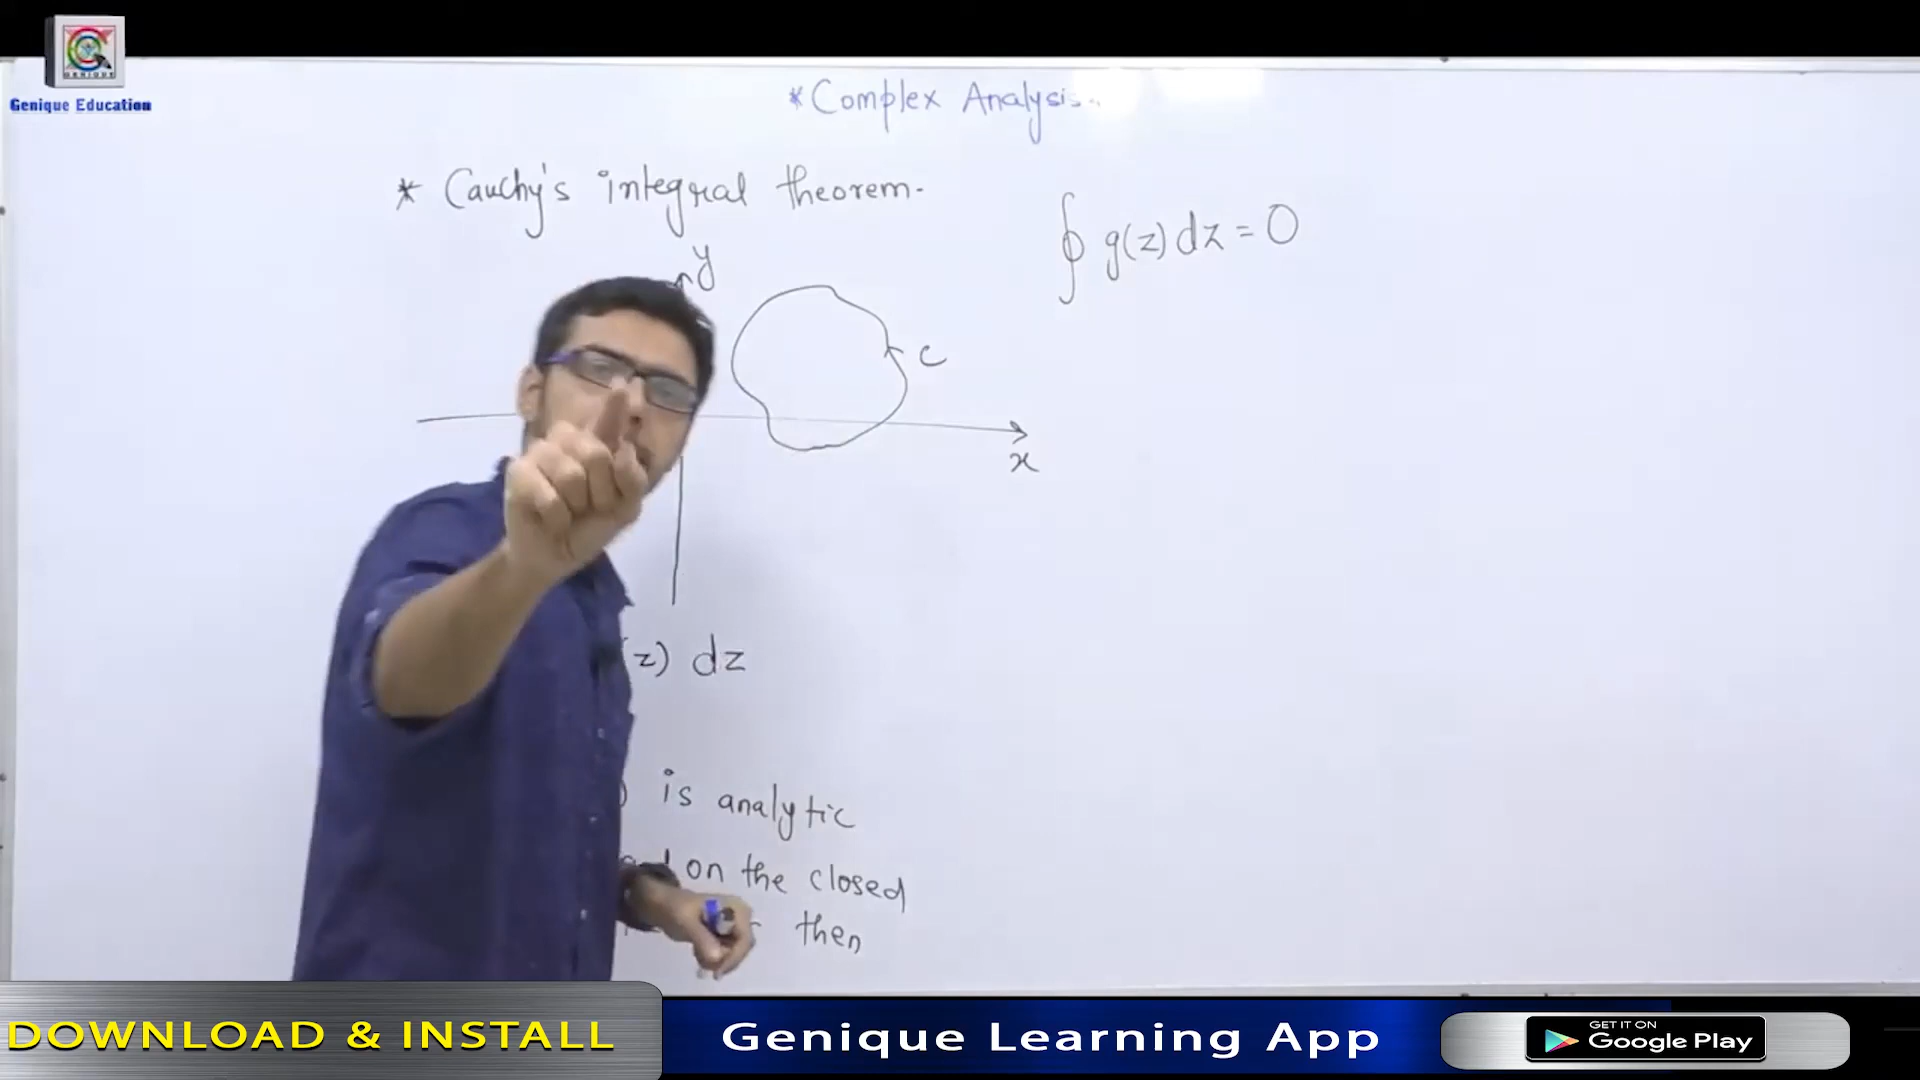 GENIQUE
Genique Education
*Complex Analysis.
* Cauchy's integral theorem.
∮ g(z) dz = 0
y
C
x
(z) dz
) is analytic
on the closed
then
DOWNLOAD & INSTALL
Genique Learning App
GET IT ON
Google Play